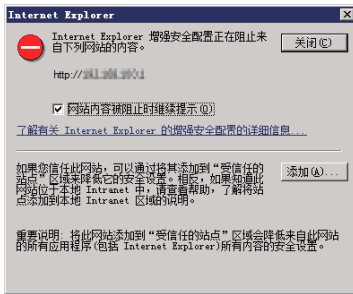 Internet Explorer
Internet Explorer 增强安全配置正在阻止来
自下列网站的内容。
关闭(C)
http://
网站内容被阻止时继续提示(O)
了解有关 Internet Explorer 的增强安全配置的详细信
息...
如果您信任此网站，可以通过将其添加到“受信任的
站点”区域来降低它的安全设置。相反，如果知道此
网站位于本地 Intranet 中，请查看帮助，了解将站
点添加到本地 Intranet 区域的说明。
添加(A)...
重要说明: 将此网站添加到“受信任的站点”区域会降低来自此网站
的所有应用程序(包括 Internet Explorer)所有内容的安全设置。